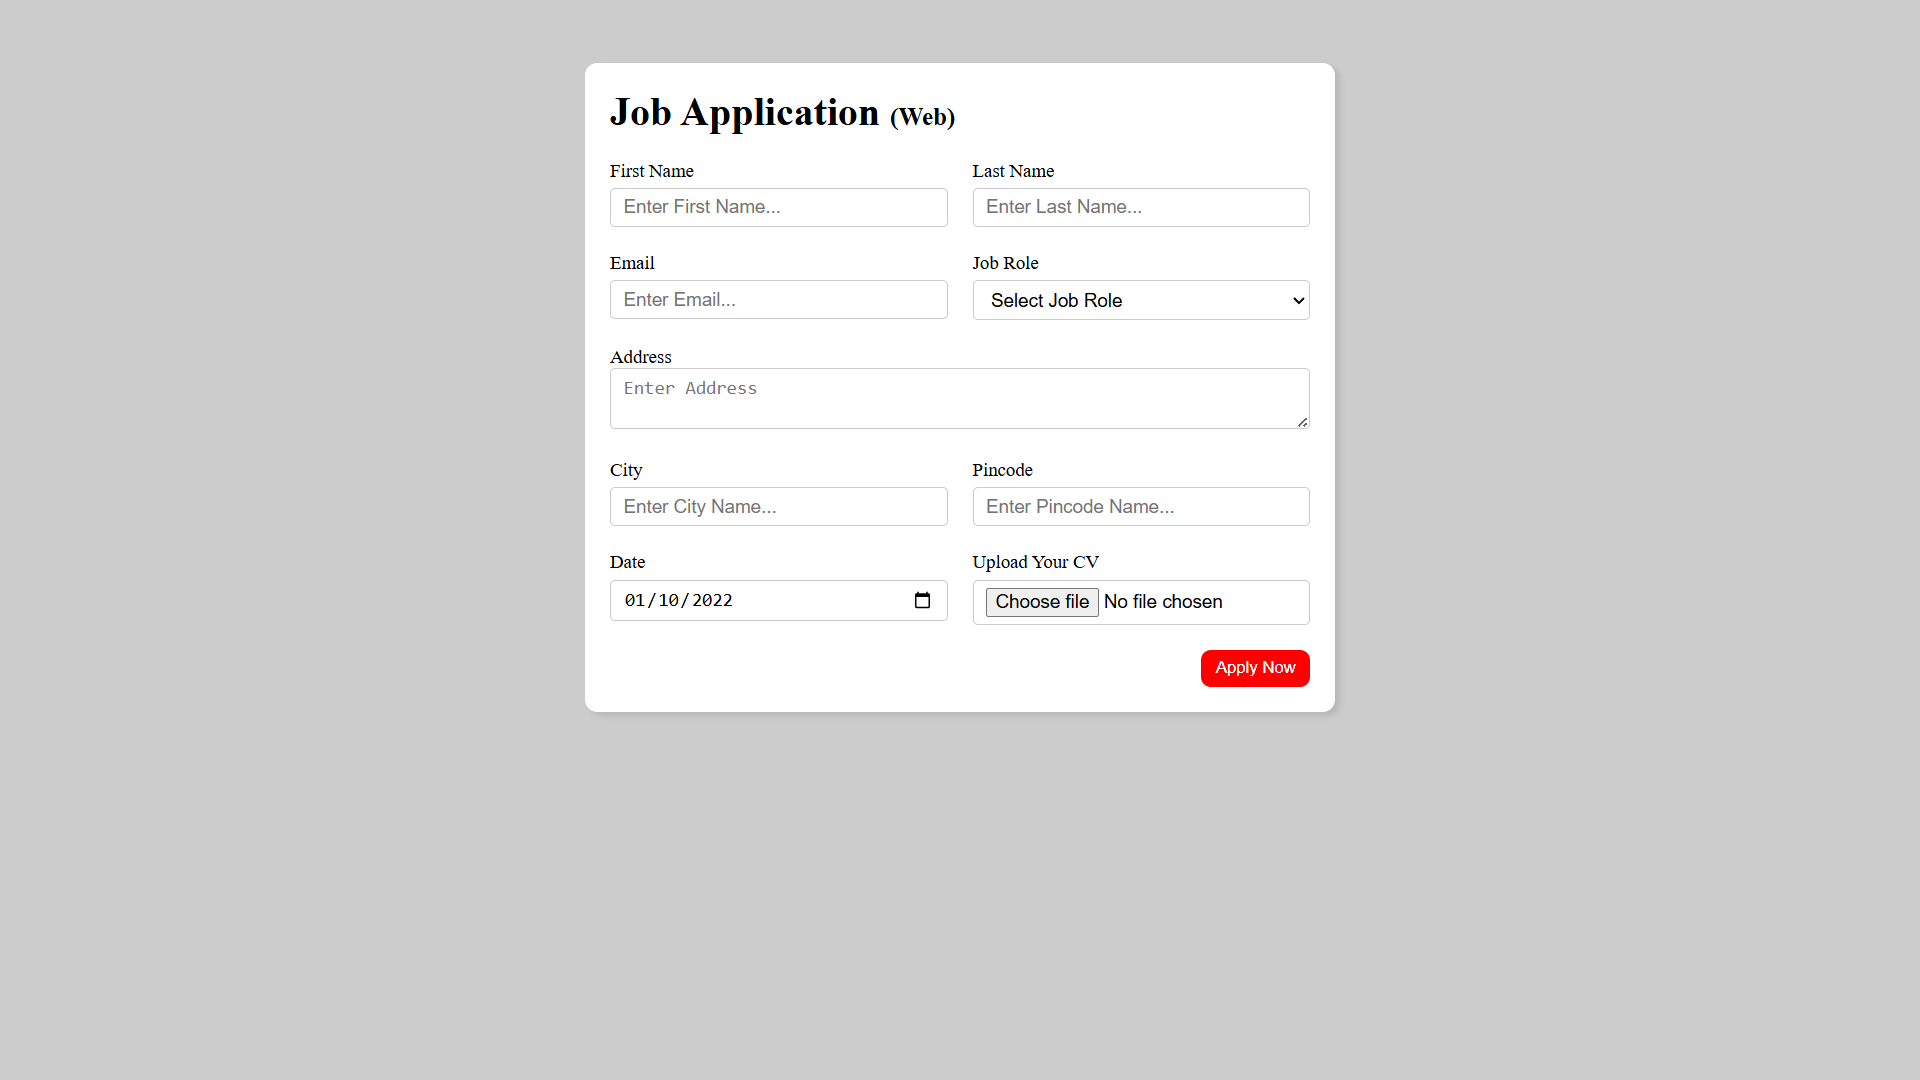 Job Application (Web)
First Name
Last Name
Enter First Name...
Enter Last Name...
Email
Job Role
Enter Email...
Select Job Role
Address
Enter Address
City
Pincode
Enter City Name...
Enter Pincode Name...
Date
Upload Your CV
01/10/2022
Choose file No file chosen
Apply Now